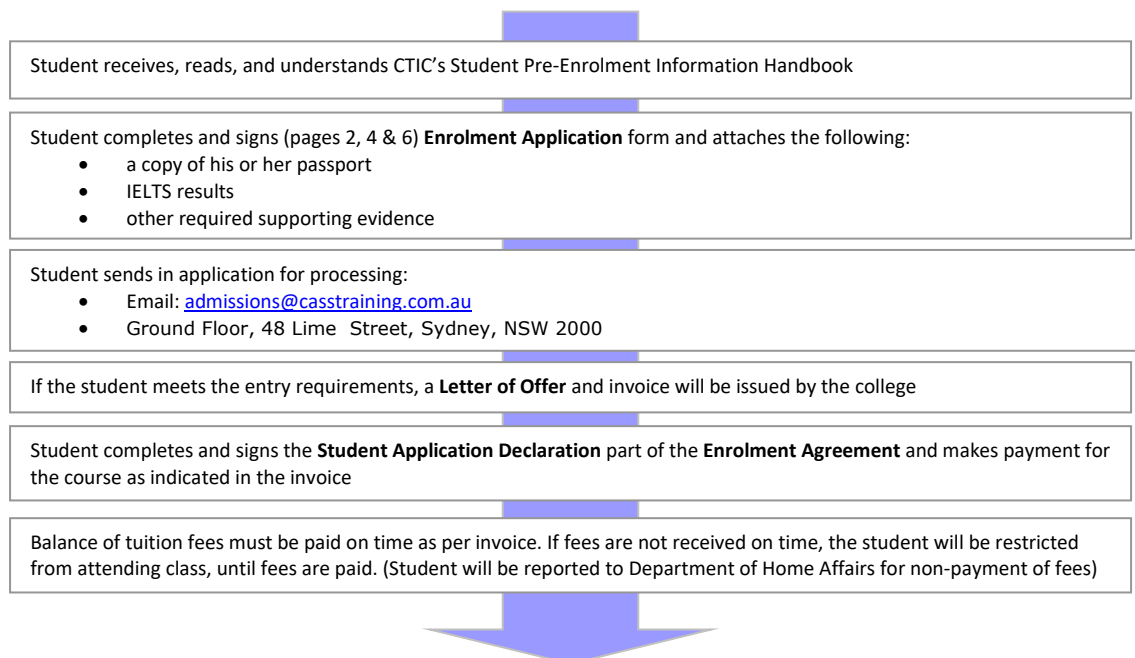 Student receives, reads, and understands CTIC's Student Pre-Enrolment Information Handbook
Student completes and signs (pages 2, 4 & 6) Enrolment Application form and attaches the following:
• a copy of his or her passport
• IELTS results
• other required supporting evidence
Student sends in application for processing:
• Email: admissions@casstraining.com.au
• Ground Floor, 48 Lime Street, Sydney, NSW 2000
If the student meets the entry requirements, a Letter of Offer and invoice will be issued by the college
Student completes and signs the Student Application Declaration part of the Enrolment Agreement and makes payment for
the course as indicated in the invoice
Balance of tuition fees must be paid on time as per invoice. If fees are not received on time, the student will be restricted
from attending class, until fees are paid. (Student will be reported to Department of Home Affairs for non-payment of fees)